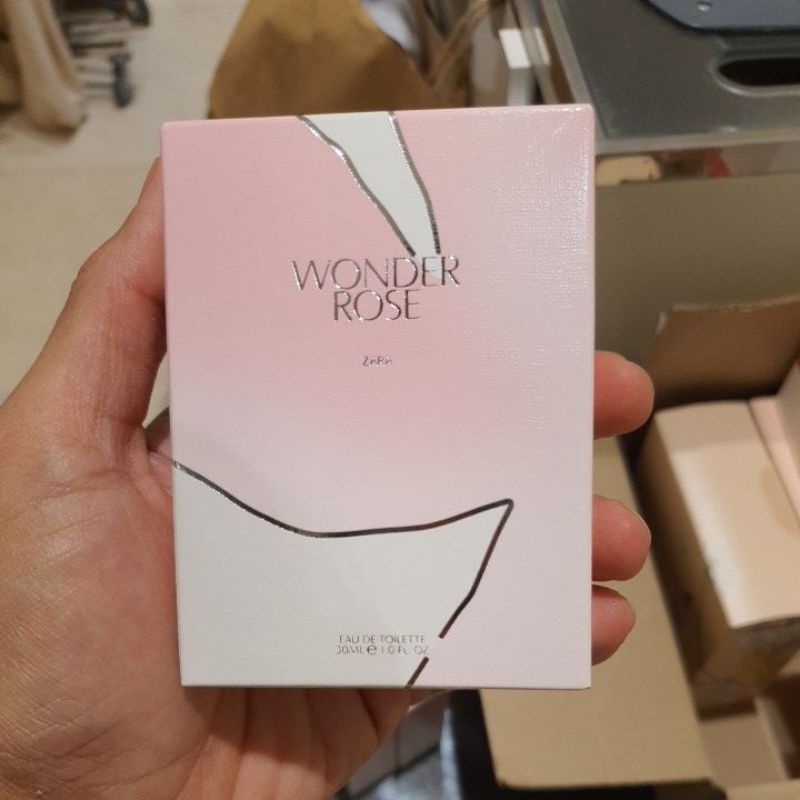 WONDER
ROSE
ZARA
EAU DE TOILETTE
30ML e 1.0 FL. OZ